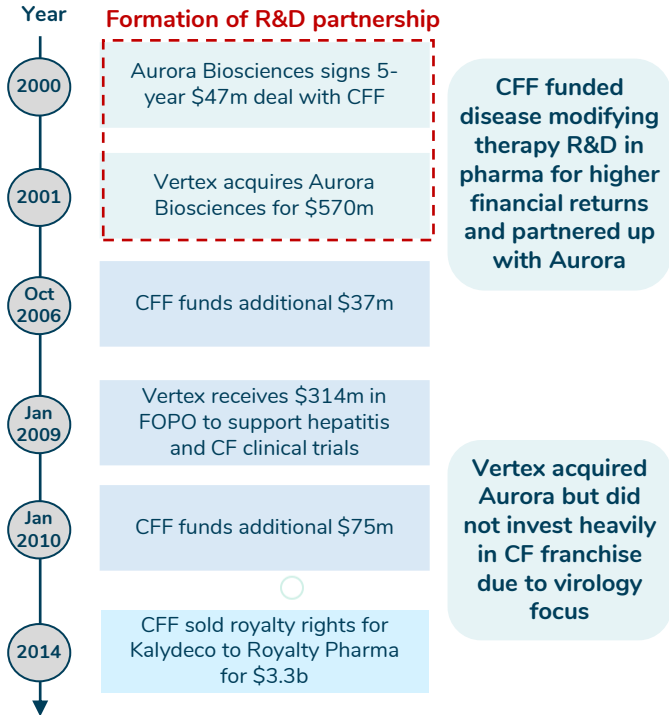 Year
Formation of R&D partnership
2000
Aurora Biosciences signs 5-
year $47m deal with CFF
2001
Vertex acquires Aurora
Biosciences for $570m
CFF funded
disease modifying
therapy R&D in
pharma for higher
financial returns
and partnered up
with Aurora
Oct
2006
CFF funds additional $37m
Jan
2009
Vertex receives $314m in
FOPO to support hepatitis
and CF clinical trials
Jan
2010
CFF funds additional $75m
Vertex acquired
Aurora but did
not invest heavily
in CF franchise
due to virology
focus
2014
CFF sold royalty rights for
Kalydeco to Royalty Pharma
for $3.3b